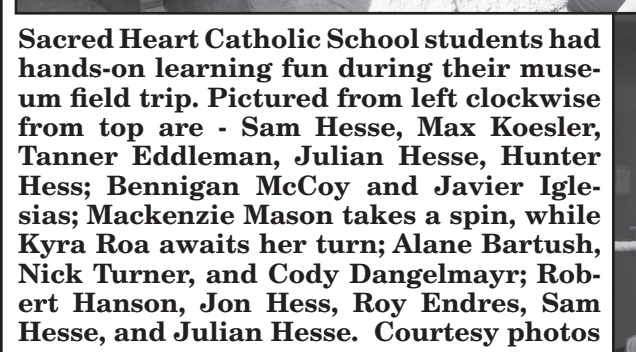 Sacred Heart Catholic School students had
hands-on learning fun during their muse-
um field trip. Pictured from left clockwise
from top are - Sam Hesse, Max Koesler,
Tanner Eddleman, Julian Hesse, Hunter
Hess; Bennigan McCoy and Javier Igle-
sias; Mackenzie Mason takes a spin, while
Kyra Roa awaits her turn; Alane Bartush,
Nick Turner, and Cody Dangelmayr; Rob-
ert Hanson, Jon Hess, Roy Endres, Sam
Hesse, and Julian Hesse.  Courtesy photos